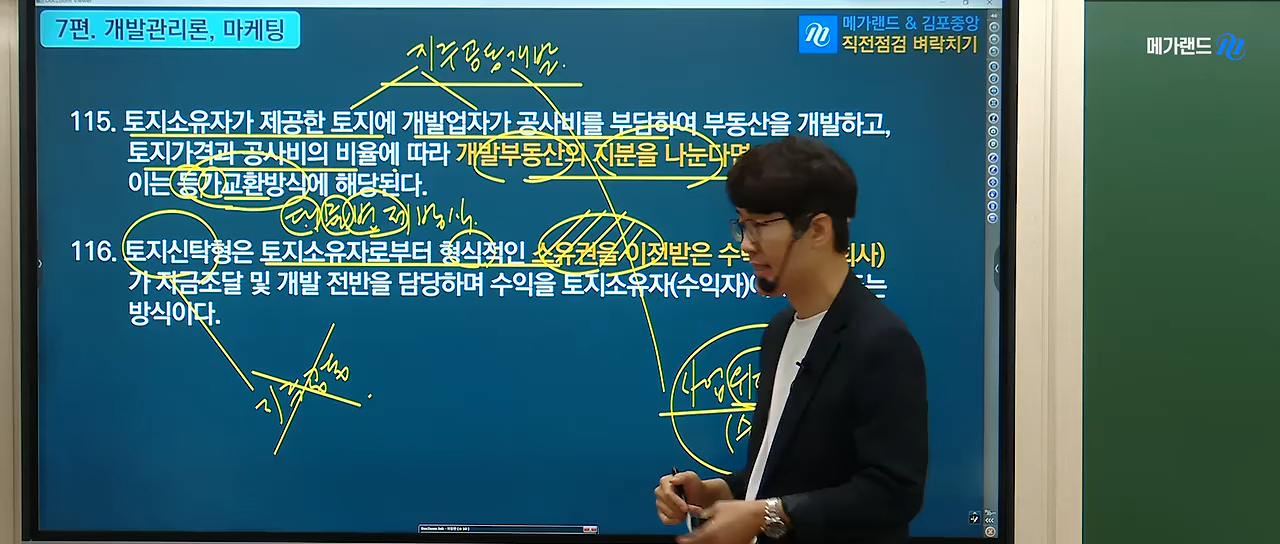 7편. 개발관리론, 마케팅
메가랜드 & 김포중앙
직전점검 벼락치기
메가랜드
지주공동개발.
115. 토지소유자가 제공한 토지에 개발업자가 공사비를 부담하여 부동산을 개발하고,
토지가격과 공사비의 비율에 따라 개발부동산의 지분을 나눈다면
이는 등가교환방식에 해당된다.
방식.
116. 토지신탁형은 토지소유자로부터 형식적인 소유권을 이전받은
가 자금조달 및 개발 전반을 담당하며 수익을 토지소유자(수익자)
방식이다.
사업